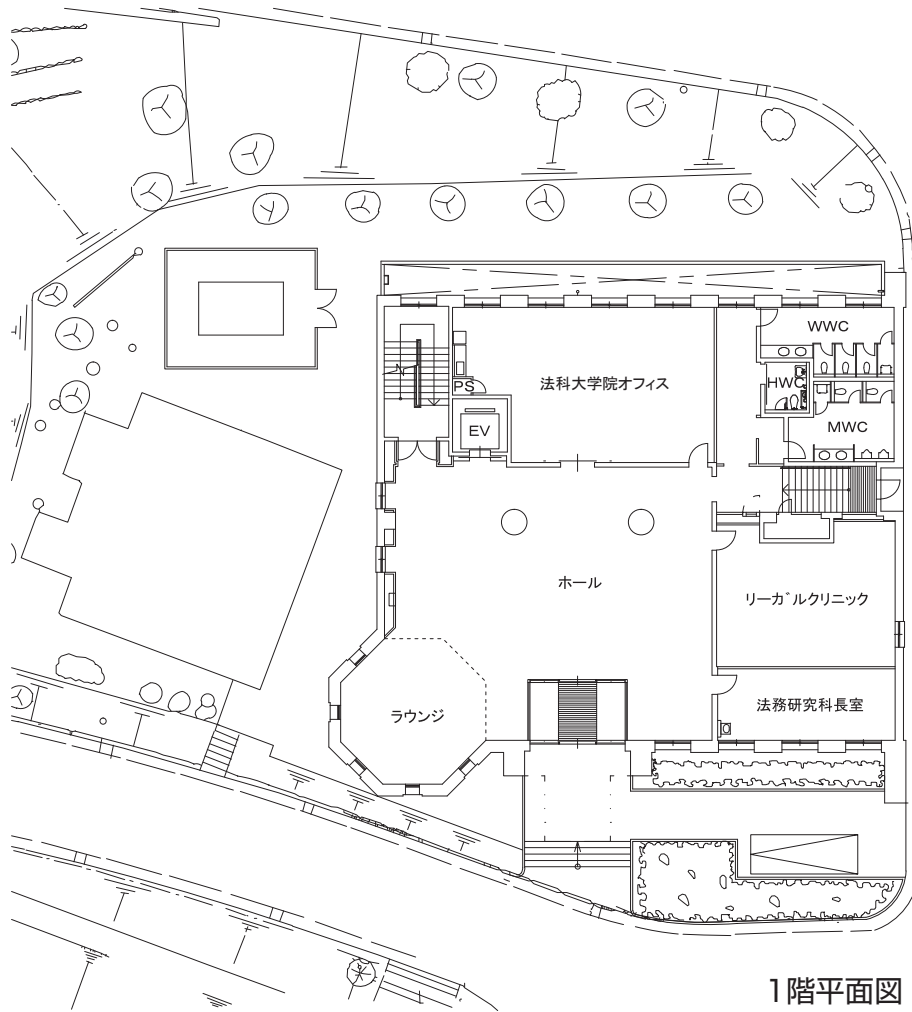 WWC
法科大学院オフィス
HWC
PS
MWC
EV
ホール
リーガルクリニック
法務研究科長室
ラウンジ
1階平面図